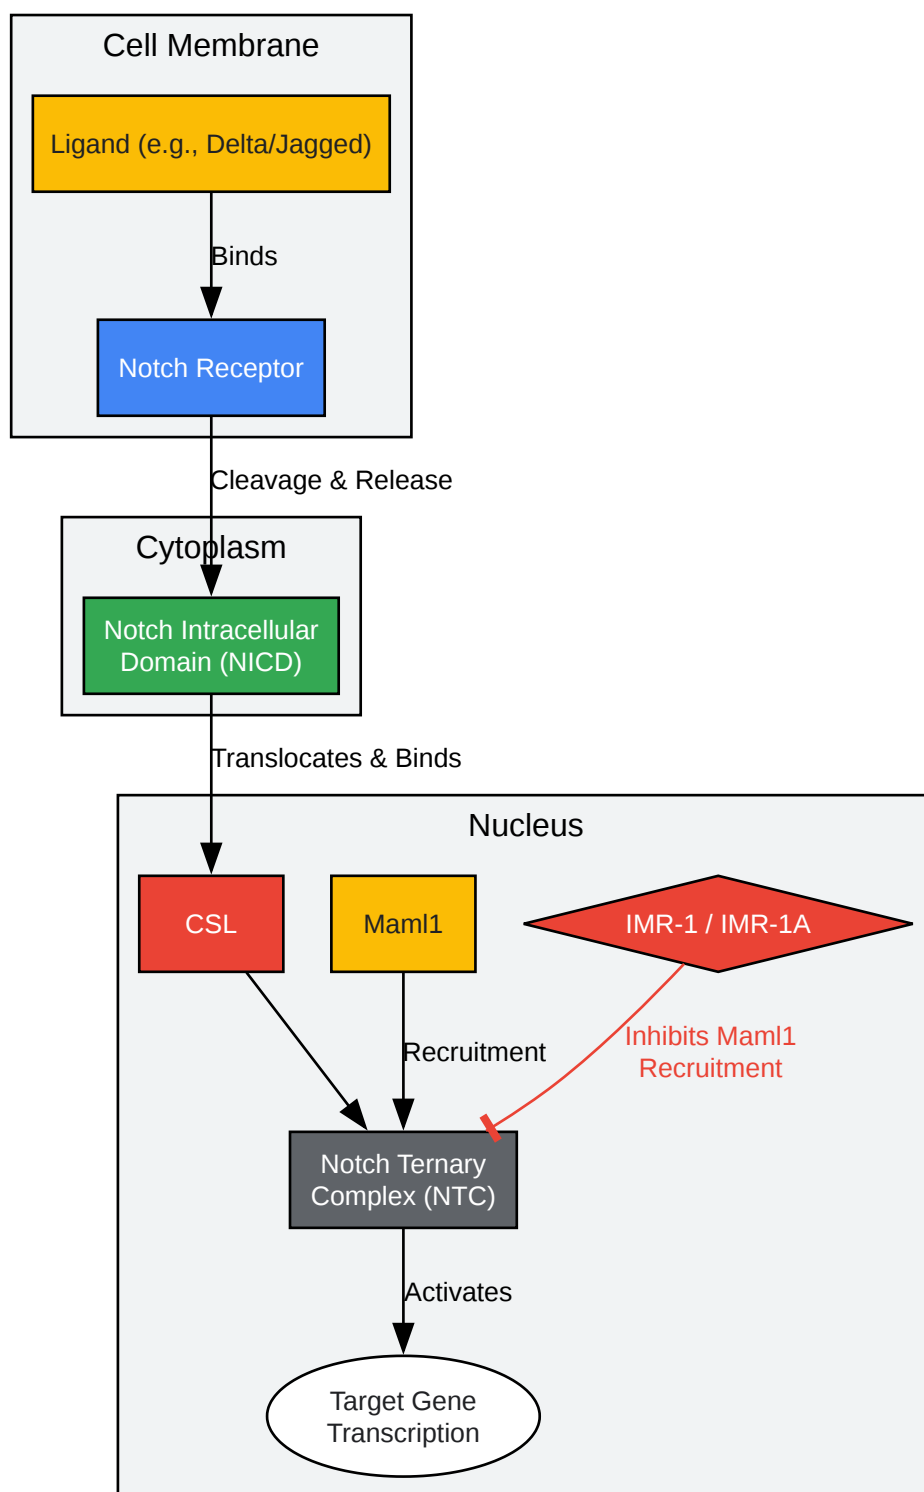 Cell Membrane
Ligand (e.g., Delta/Jagged)
Binds
Notch Receptor
Cleavage & Release
Cytoplasm
Notch Intracellular
Domain (NICD)
Translocates & Binds
Nucleus
CSL
Maml1
IMR-1 / IMR-1A
Recruitment
Inhibits Maml1
Recruitment
Notch Ternary
Complex (NTC)
Activates
Target Gene
Transcription